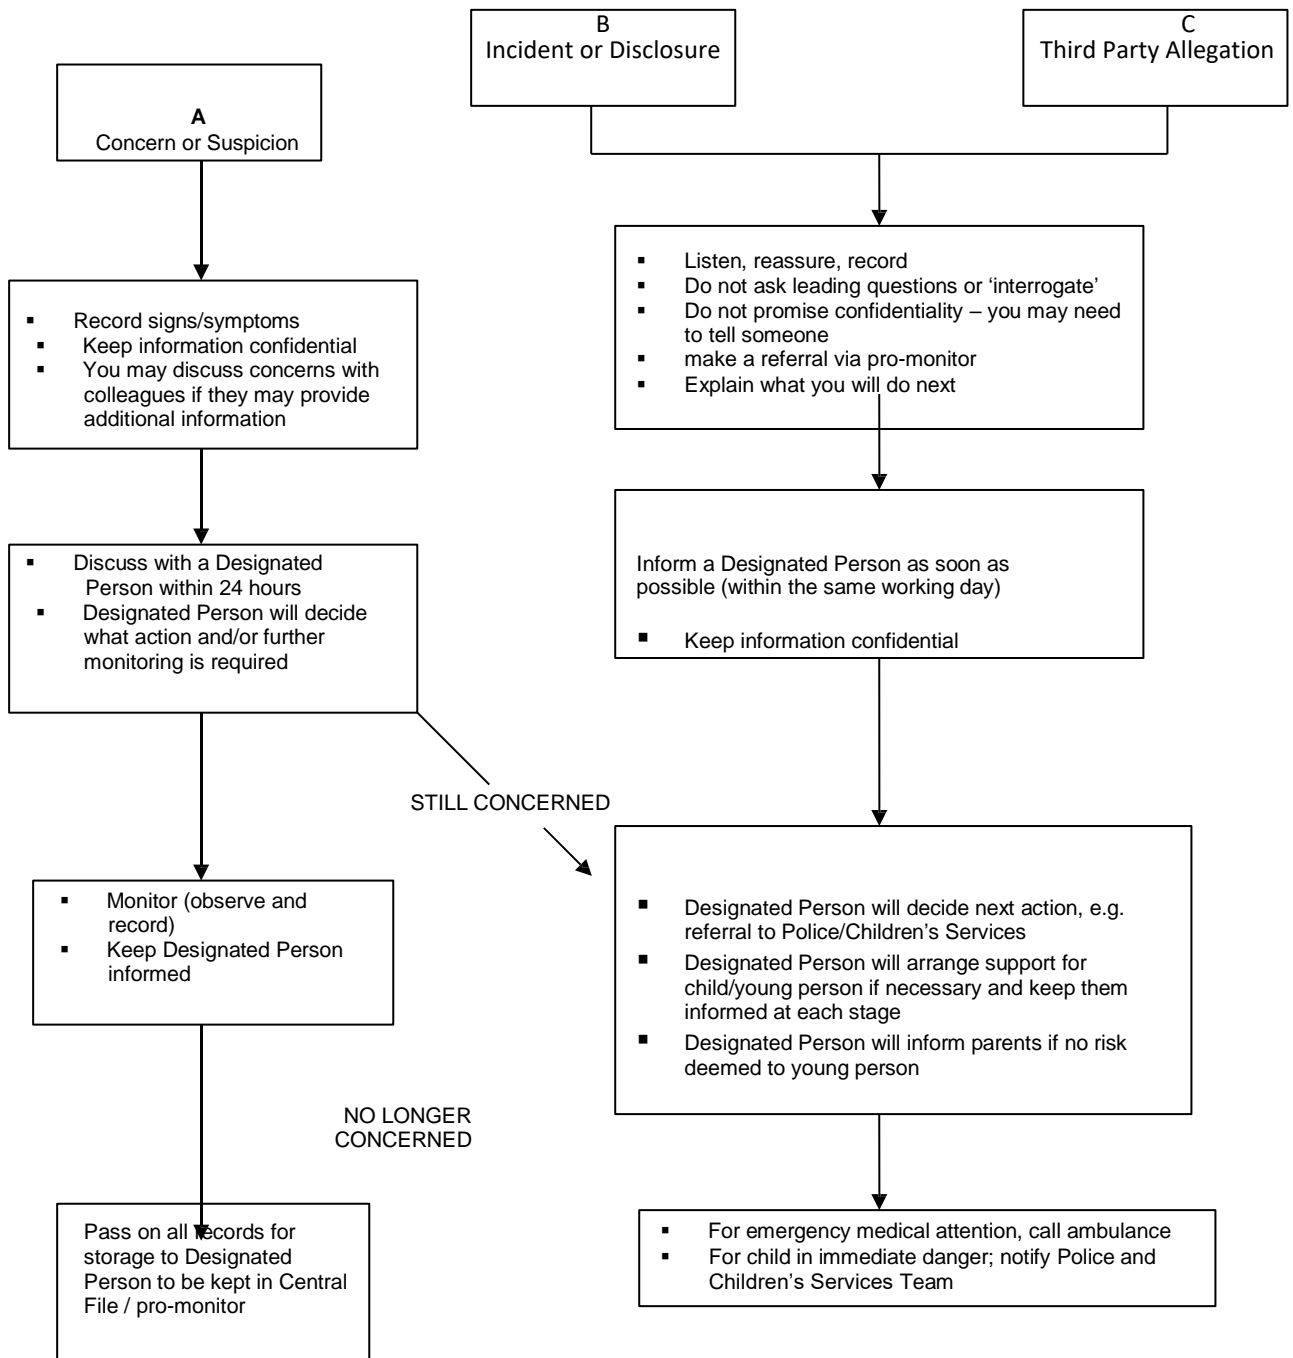 B
Incident or Disclosure
C
Third Party Allegation
A
Concern or Suspicion
▪ Record signs/symptoms
▪ Keep information confidential
▪ You may discuss concerns with
colleagues if they may provide
additional information
▪ Listen, reassure, record
▪ Do not ask leading questions or ‘interrogate’
▪ Do not promise confidentiality – you may need
to tell someone
▪ make a referral via pro-monitor
▪ Explain what you will do next
▪ Discuss with a Designated
Person within 24 hours
▪ Designated Person will decide
what action and/or further
monitoring is required
Inform a Designated Person as soon as
possible (within the same working day)
▪ Keep information confidential
STILL CONCERNED
▪ Monitor (observe and
record)
▪ Keep Designated Person
informed
▪ Designated Person will decide next action, e.g.
referral to Police/Children’s Services
▪ Designated Person will arrange support for
child/young person if necessary and keep them
informed at each stage
▪ Designated Person will inform parents if no risk
deemed to young person
NO LONGER
CONCERNED
Pass on all records for
storage to Designated
Person to be kept in Central
File / pro-monitor
▪ For emergency medical attention, call ambulance
▪ For child in immediate danger; notify Police and
Children’s Services Team